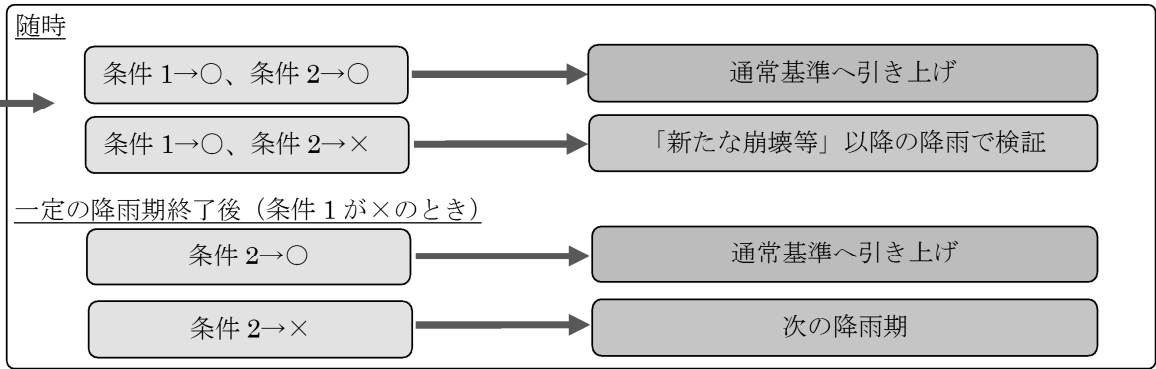 随時
条件 1→○、条件 2→○
通常基準へ引き上げ
条件 1→○、条件 2→×
「新たな崩壊等」以降の降雨で検証
一定の降雨期終了後（条件 1 が×のとき）
条件 2→○
通常基準へ引き上げ
条件 2→×
次の降雨期